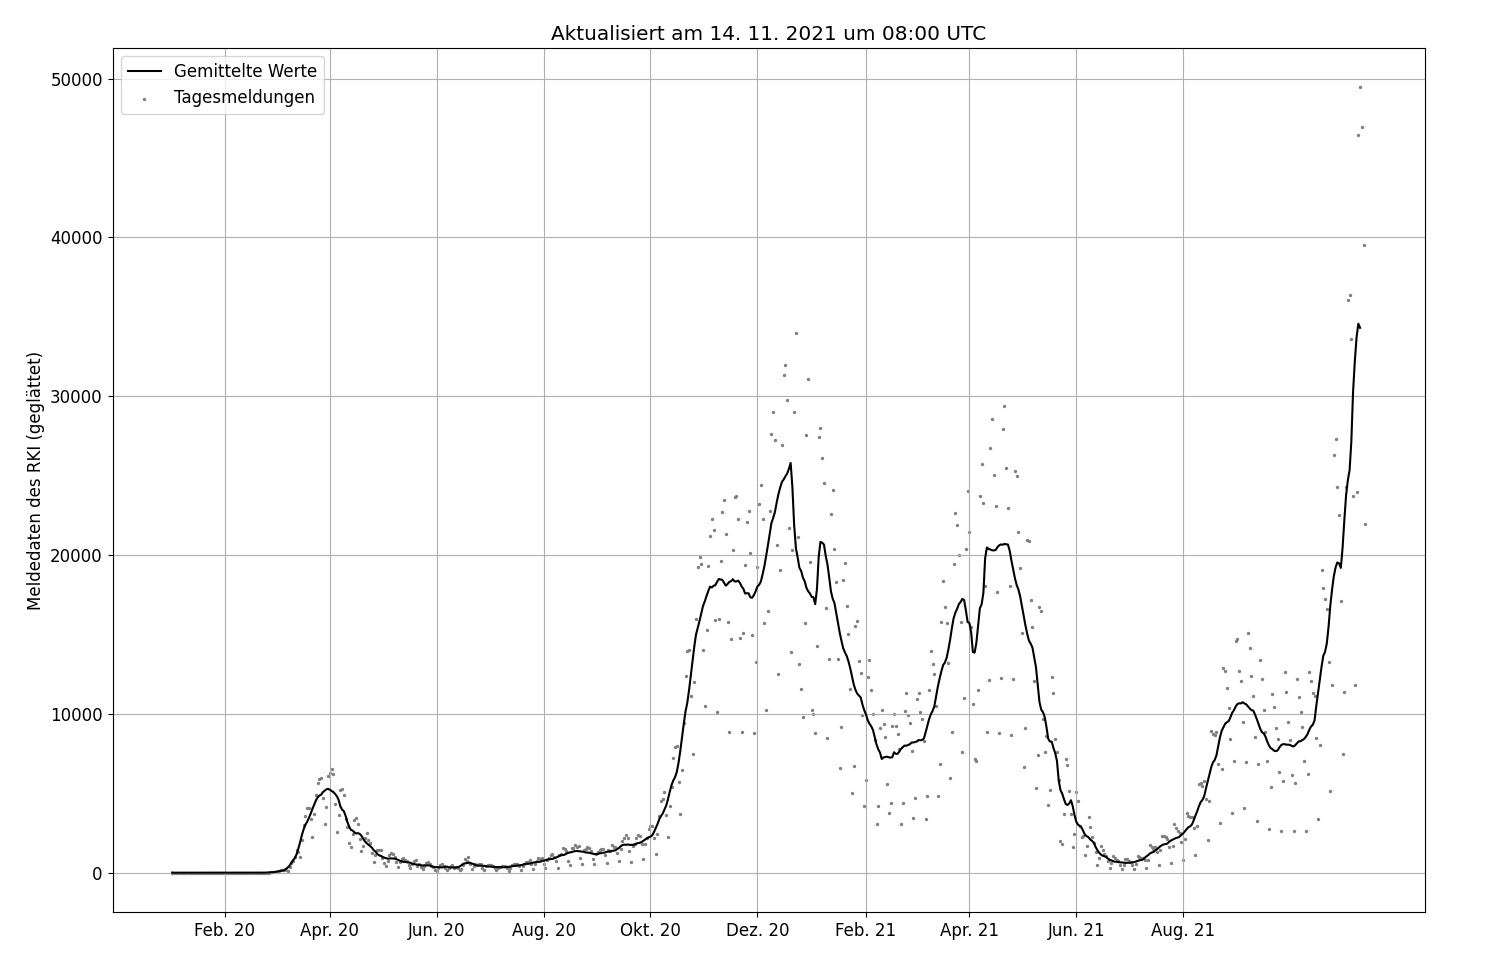 Aktualisiert am 14. 11. 2021 um 08:00 UTC
Gemittelte Werte
Tagesmeldungen
Meldedaten des RKI (geglättet)
50000
40000
30000
20000
10000
0
Feb. 20 Apr. 20 Jun. 20 Aug. 20 Okt. 20 Dez. 20 Feb. 21 Apr. 21 Jun. 21 Aug. 21